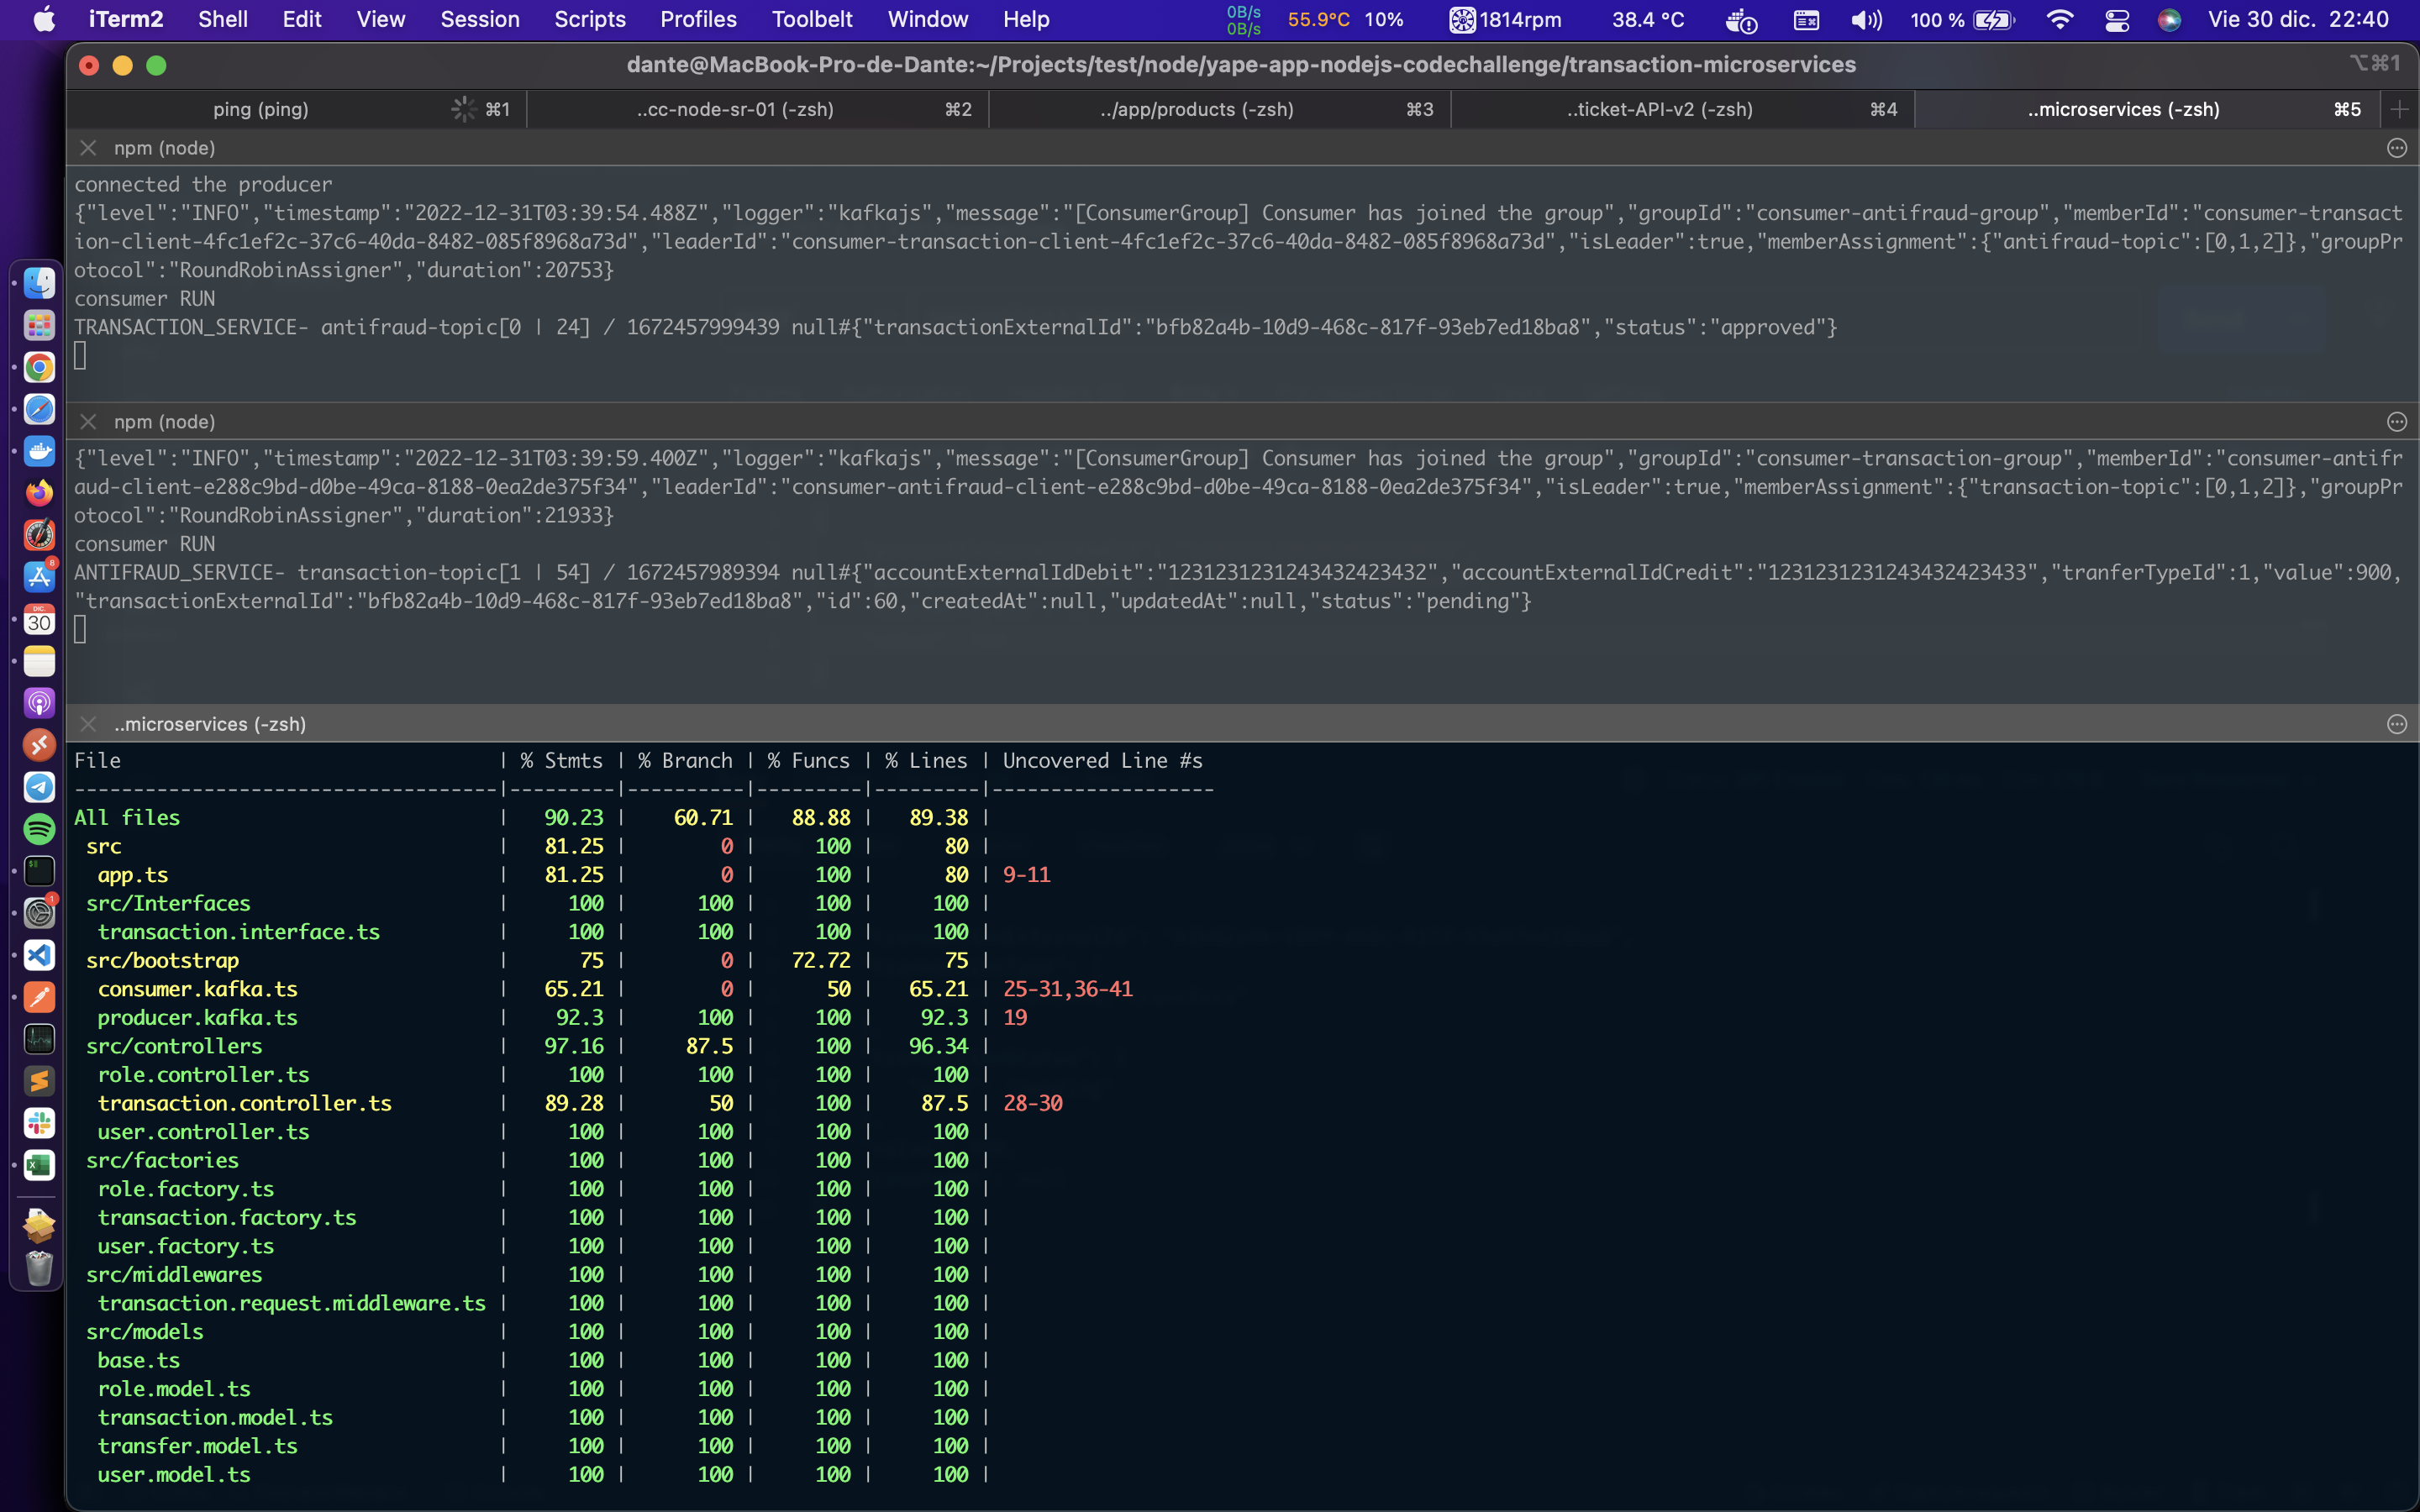 iTerm2 Shell Edit View Session Scripts Profiles Toolbelt Window Help 0B/s 0B/s 55.9°C 10% 1814rpm 38.4 °C 100 % Vie 30 dic. 22:40
dante@MacBook-Pro-de-Dante:~/Projects/test/node/yape-app-nodejs-codechallenge/transaction-microservices ⌥⌘1
ping (ping) ⌘1 ..cc-node-sr-01 (-zsh) ⌘2 ../app/products (-zsh) ⌘3 ..ticket-API-v2 (-zsh) ⌘4 ..microservices (-zsh) ⌘5
npm (node)
connected the producer
{"level":"INFO","timestamp":"2022-12-31T03:39:54.488Z","logger":"kafkajs","message":"[ConsumerGroup] Consumer has joined the group","groupId":"consumer-antifraud-group","memberId":"consumer-transact
ion-client-4fc1ef2c-37c6-40da-8482-085f8968a73d","leaderId":"consumer-transaction-client-4fc1ef2c-37c6-40da-8482-085f8968a73d","isLeader":true,"memberAssignment":{"antifraud-topic":[0,1,2]},"groupPr
otocol":"RoundRobinAssigner","duration":20753}
consumer RUN
TRANSACTION_SERVICE- antifraud-topic[0 | 24] / 1672457999439 null#{"transactionExternalId":"bfb82a4b-10d9-468c-817f-93eb7ed18ba8","status":"approved"}
npm (node)
{"level":"INFO","timestamp":"2022-12-31T03:39:59.400Z","logger":"kafkajs","message":"[ConsumerGroup] Consumer has joined the group","groupId":"consumer-transaction-group","memberId":"consumer-antifr
aud-client-e288c9bd-d0be-49ca-8188-0ea2de375f34","leaderId":"consumer-antifraud-client-e288c9bd-d0be-49ca-8188-0ea2de375f34","isLeader":true,"memberAssignment":{"transaction-topic":[0,1,2]},"groupPr
otocol":"RoundRobinAssigner","duration":21933}
consumer RUN
ANTIFRAUD_SERVICE- transaction-topic[1 | 54] / 1672457989394 null#{"accountExternalIdDebit":"1231231231243432423432","accountExternalIdCredit":"1231231231243432423433","tranferTypeId":1,"value":900,
"transactionExternalId":"bfb82a4b-10d9-468c-817f-93eb7ed18ba8","id":60,"createdAt":null,"updatedAt":null,"status":"pending"}
..microservices (-zsh)
File | % Stmts | % Branch | % Funcs | % Lines | Uncovered Line #s
------------------------------------|---------|----------|---------|---------|-------------------
All files | 90.23 | 60.71 | 88.88 | 89.38 |
src | 81.25 | 0 | 100 | 80 |
app.ts | 81.25 | 0 | 100 | 80 | 9-11
src/Interfaces | 100 | 100 | 100 | 100 |
transaction.interface.ts | 100 | 100 | 100 | 100 |
src/bootstrap | 75 | 0 | 72.72 | 75 |
consumer.kafka.ts | 65.21 | 0 | 50 | 65.21 | 25-31,36-41
producer.kafka.ts | 92.3 | 100 | 100 | 92.3 | 19
src/controllers | 97.16 | 87.5 | 100 | 96.34 |
role.controller.ts | 100 | 100 | 100 | 100 |
transaction.controller.ts | 89.28 | 50 | 100 | 87.5 | 28-30
user.controller.ts | 100 | 100 | 100 | 100 |
src/factories | 100 | 100 | 100 | 100 |
role.factory.ts | 100 | 100 | 100 | 100 |
transaction.factory.ts | 100 | 100 | 100 | 100 |
user.factory.ts | 100 | 100 | 100 | 100 |
src/middlewares | 100 | 100 | 100 | 100 |
transaction.request.middleware.ts | 100 | 100 | 100 | 100 |
src/models | 100 | 100 | 100 | 100 |
base.ts | 100 | 100 | 100 | 100 |
role.model.ts | 100 | 100 | 100 | 100 |
transaction.model.ts | 100 | 100 | 100 | 100 |
transfer.model.ts | 100 | 100 | 100 | 100 |
user.model.ts | 100 | 100 | 100 | 100 |
8
DIC.
30
1